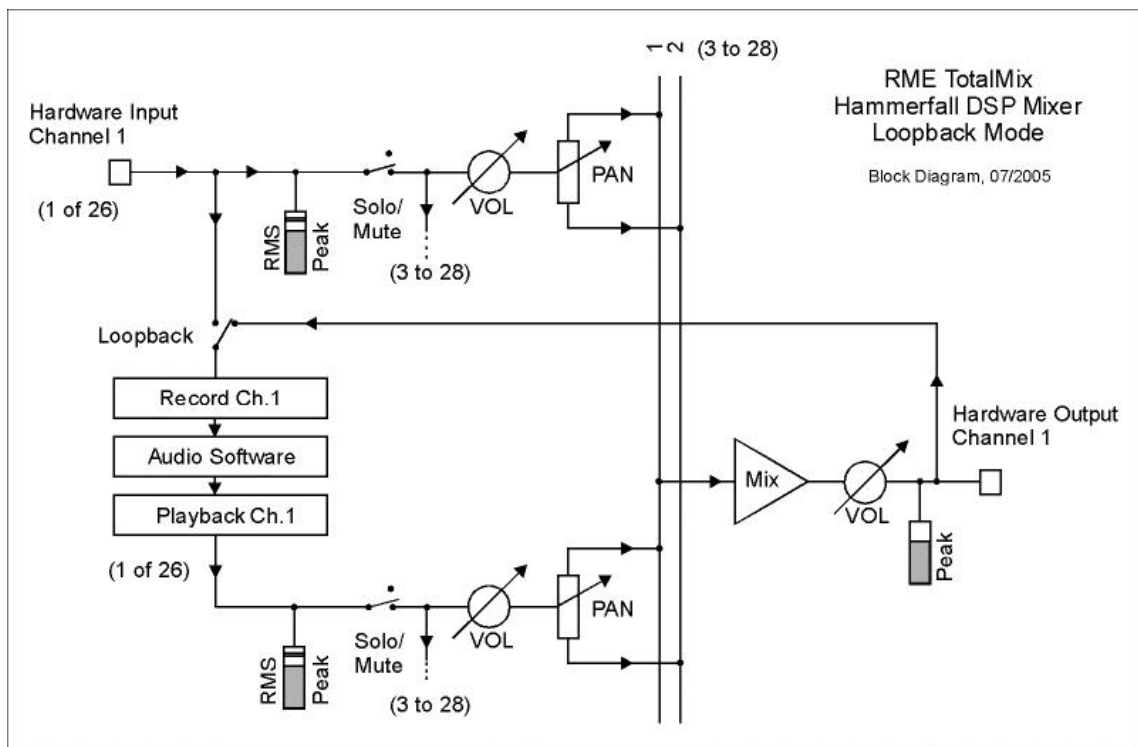 1
2
(3 to 28)
RME TotalMix
Hammerfall DSP Mixer
Loopback Mode
Block Diagram, 07/2005
Hardware Input
Channel 1
(1 of 26)
RMS
Peak
Solo/
Mute
(3 to 28)
VOL
PAN
Loopback
Record Ch.1
Audio Software
Playback Ch.1
(1 of 26)
Hardware Output
Channel 1
Mix
VOL
Peak
RMS
Peak
Solo/
Mute
(3 to 28)
VOL
PAN